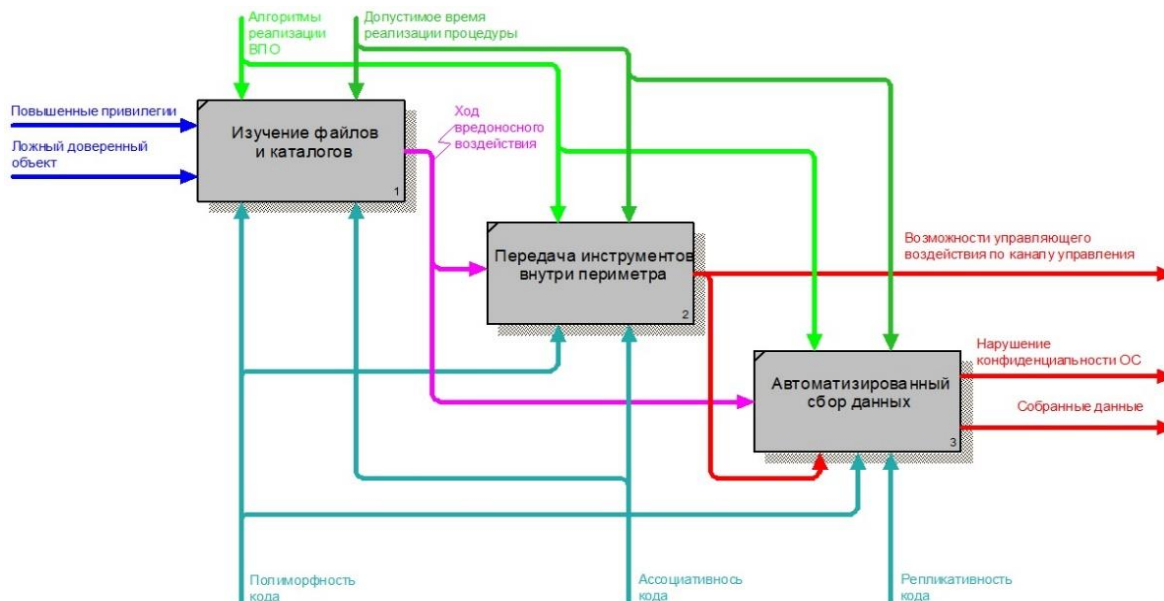 Алгоритмы
реализации
ВПО
Допустимое время
реализации процедуры
Повышенные привилегии
Ложный доверенный
объект
Изучение файлов
и каталогов
1
Ход
вредоносного
воздействия
Передача инструментов
внутри периметра
2
Возможности управляющего
воздействия по каналу управления
Автоматизированный
сбор данных
3
Нарушение
конфиденциальности ОС
Собранные данные
Полиморфность
кода
Ассоциативнось
кода
Репликативность
кода